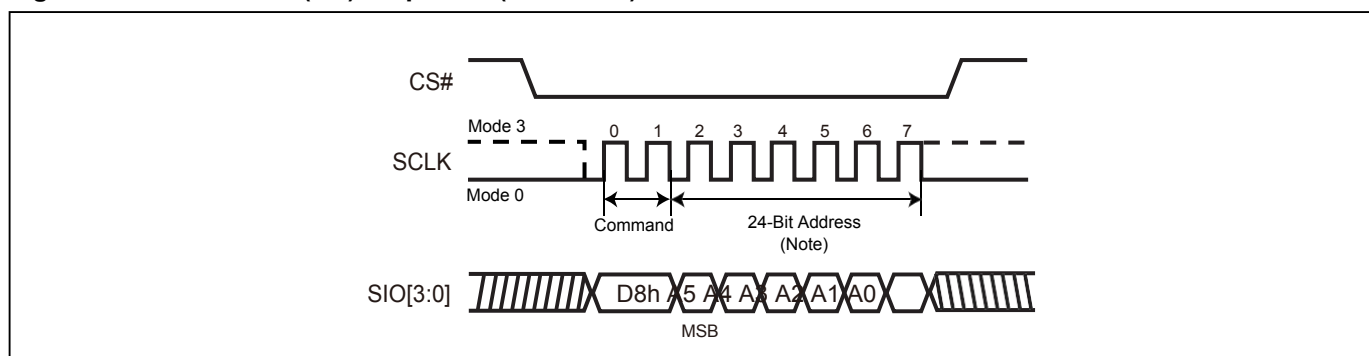 CS#
Mode 3
0 1 2 3 4 5 6 7
SCLK
Mode 0
Command
24-Bit Address
(Note)
SIO[3:0]
D8h A5 A4 A3 A2 A1 A0
MSB